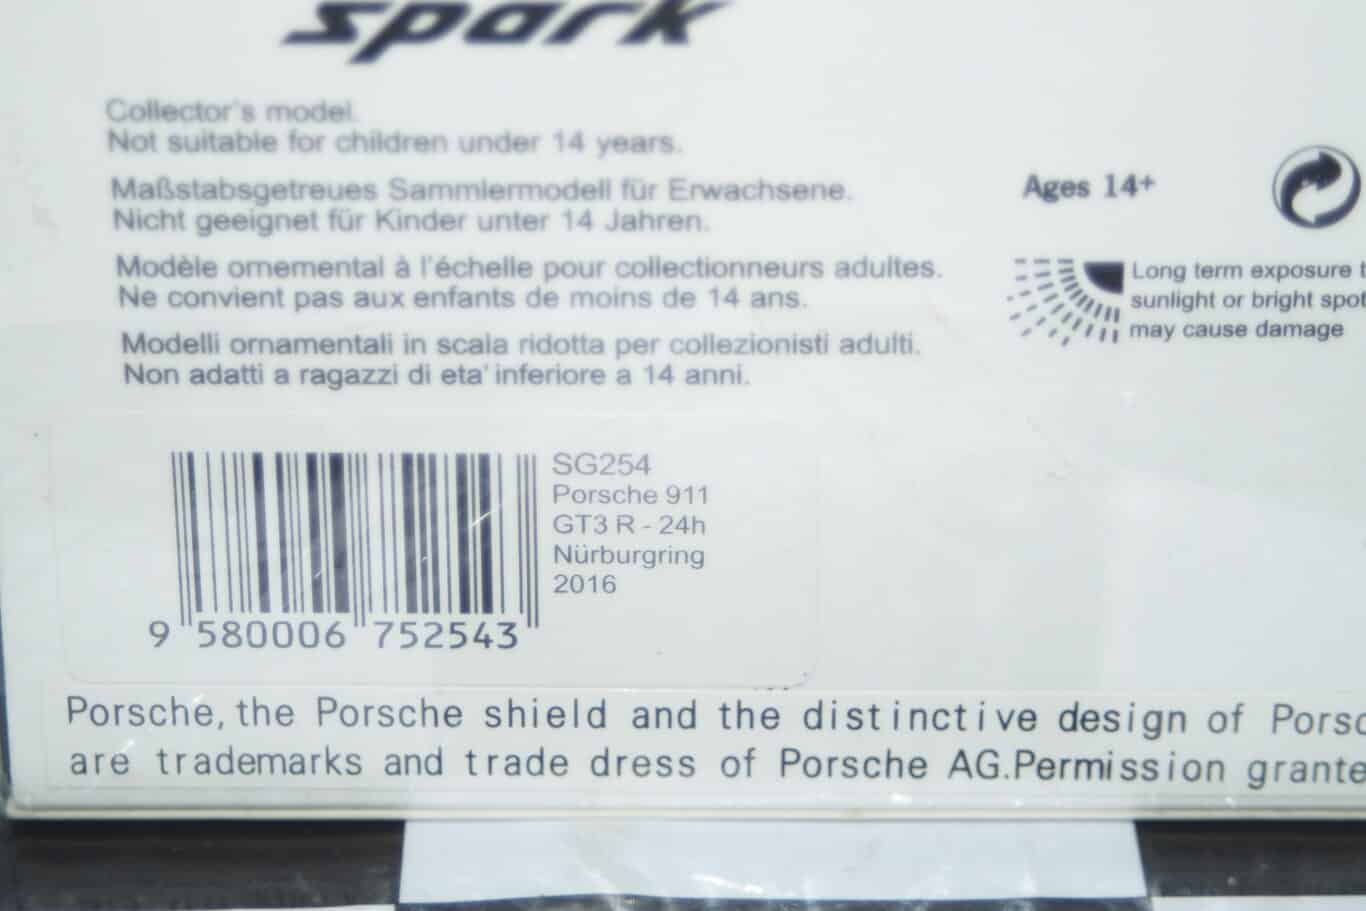 spark
Collector's model.
Not suitable for children under 14 years.
Maßstabsgetreues Sammlermodell für Erwachsene.
Nicht geeignet für Kinder unter 14 Jahren.
Modèle ornemental à l'échelle pour collectionneurs adultes.
Ne convient pas aux enfants de moins de 14 ans.
Modelli ornamentali in scala ridotta per collezionisti adulti.
Non adatti a ragazzi di eta' inferiore a 14 anni.
Ages 14+
Long term exposure t
sunlight or bright spot
may cause damage
SG254
Porsche 911
GT3 R - 24h
Nürburgring
2016
9 580006 752543
Porsche, the Porsche shield and the distinctive design of Porsc
are trademarks and trade dress of Porsche AG.Permission grante